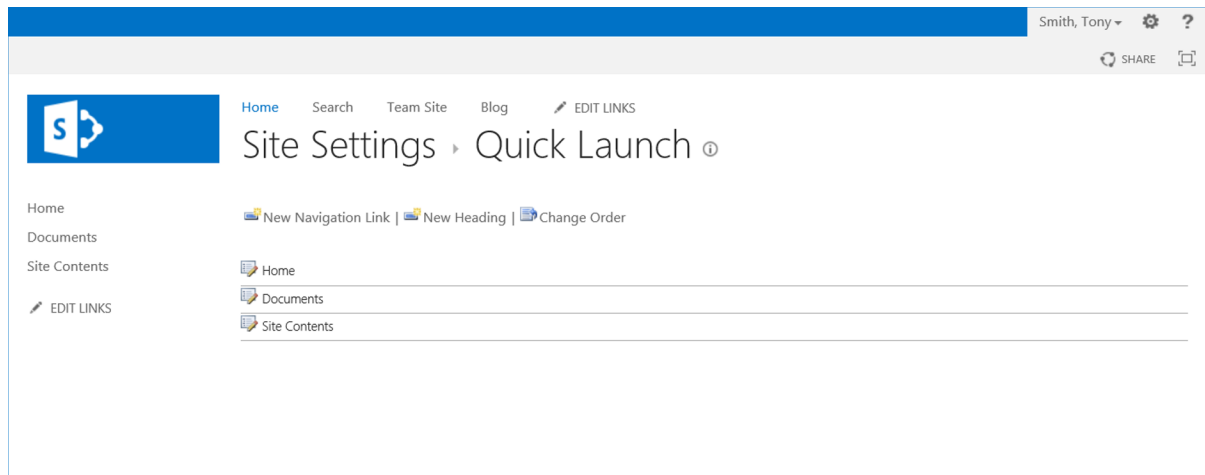 Smith, Tony ?
SHARE
S
Home Search Team Site Blog EDIT LINKS
Site Settings Quick Launch
Home
Documents
Site Contents
EDIT LINKS
New Navigation Link | New Heading | Change Order
Home
Documents
Site Contents